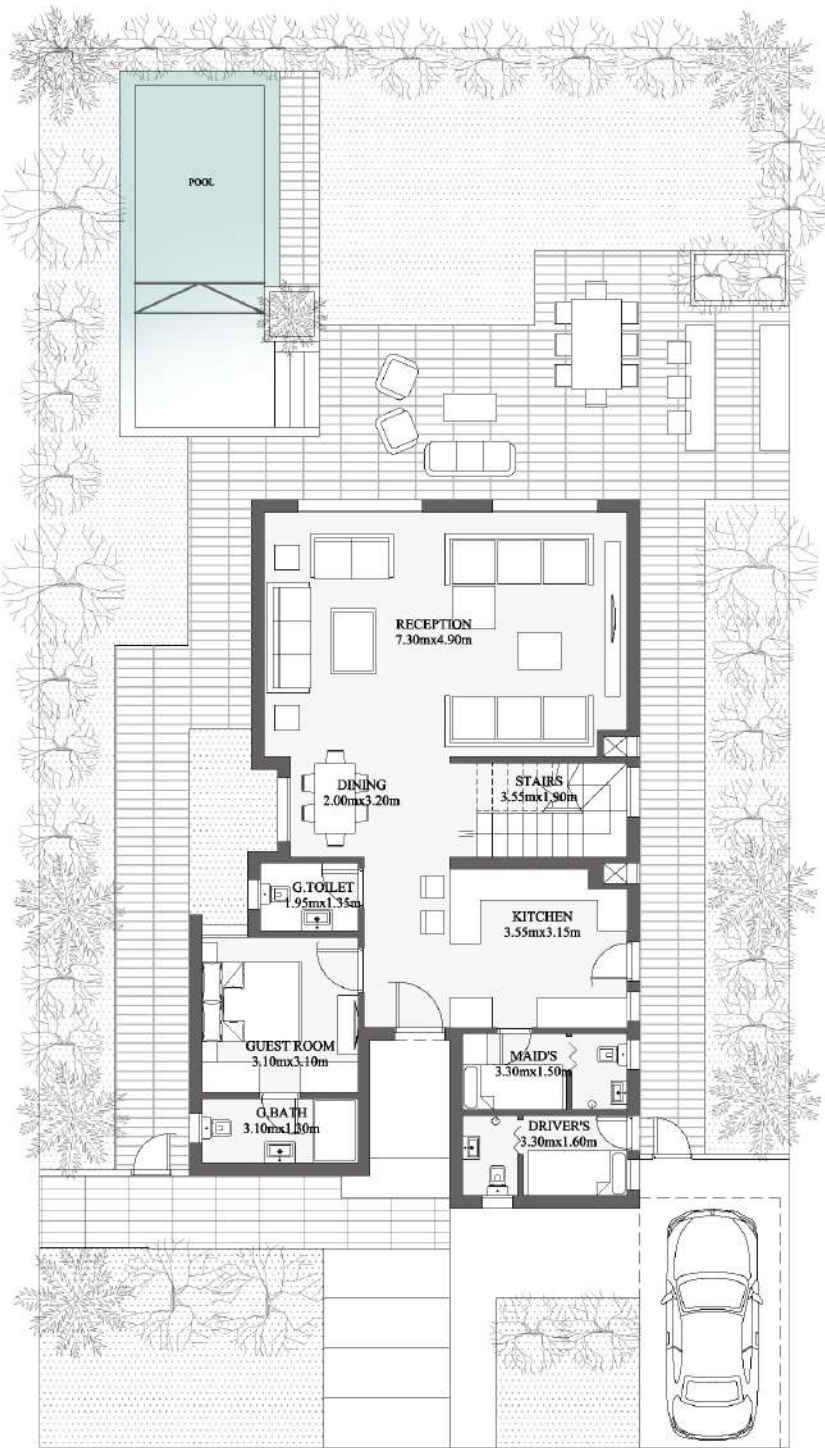 POOL
RECEPTION
7.30mx4.90m
DINING
2.00mx3.20m
STAIRS
3.55mx1.90m
G.TOILET
1.95mx1.35m
KITCHEN
3.55mx3.15m
GUEST ROOM
3.10mx3.10m
MAID'S
3.30mx1.50m
G.BATH
3.10mx1.30m
DRIVER'S
3.30mx1.60m